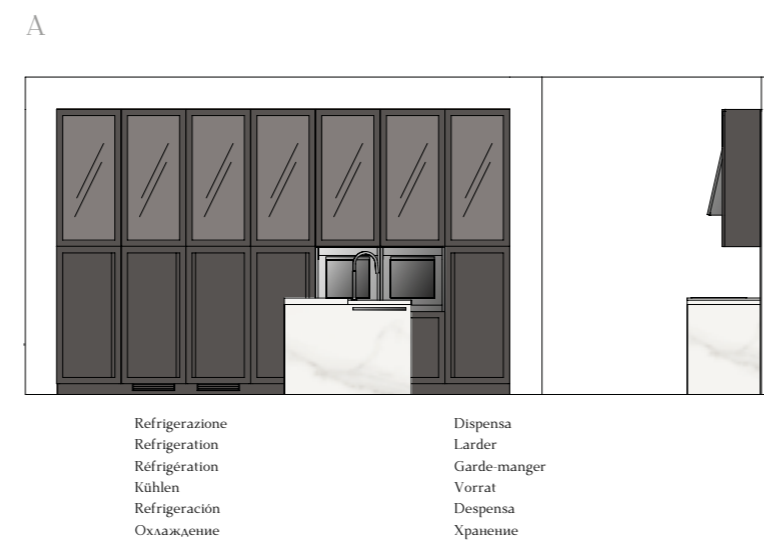 A
Refrigerazione
Refrigeration
Réfrigération
Kühlen
Refrigeración
Охлаждение
Dispensa
Larder
Garde-manger
Vorrat
Despensa
Хранение